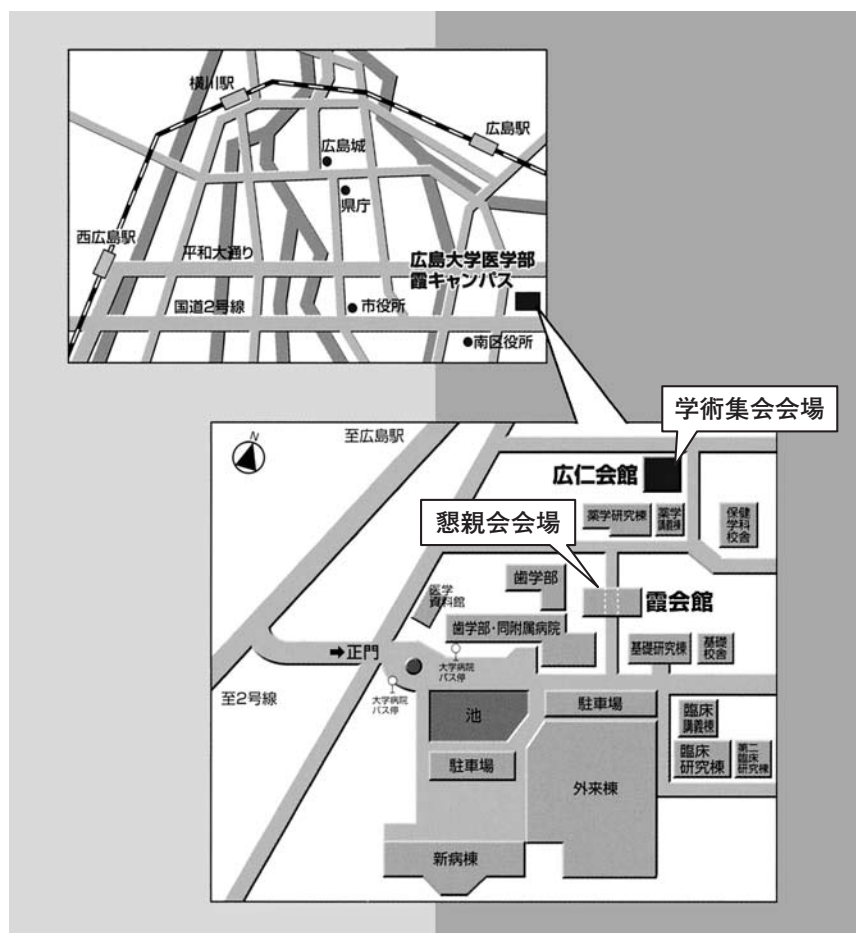 横川駅
広島駅
広島城
県庁
西広島駅
平和大通り
広島大学医学部
霞キャンパス
国道2号線
市役所
南区役所
学術集会会場
N
至広島駅
広仁会館
懇親会会場
薬学研究棟
薬学
講義棟
保健
学科
校舎
歯学部
医学
資料館
霞会館
歯学部・同附属病院
➡正門
基礎研究棟
基礎
校舎
大学病院
バス停
大学病院
バス停
至2号線
池
駐車場
臨床
講義棟
駐車場
臨床
研究棟
第二
臨床
研究棟
外来棟
新病棟